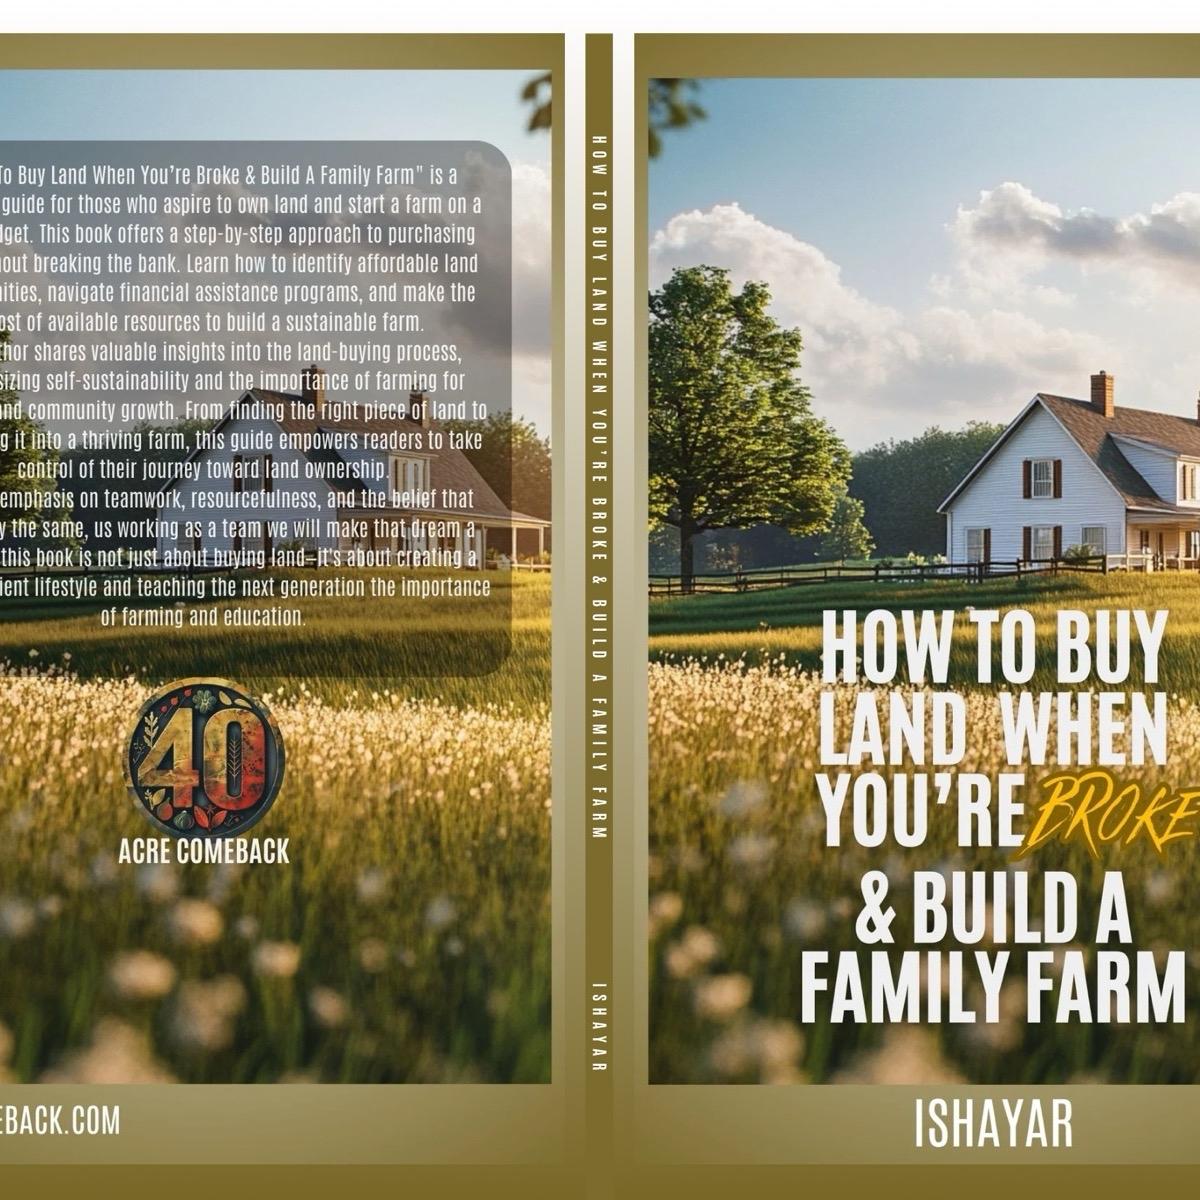 To Buy Land When You're Broke & Build A Family Farm" is a
guide for those who aspire to own land and start a farm on a
This book offers a step-by-step approach to purchasing
breaking the bank. Learn how to identify affordable land
navigate financial assistance programs, and make the
of available resources to build a sustainable farm.
shares valuable insights into the land-buying process,
self-sustainability and the importance of farming for
and community growth. From finding the right piece of land to
it into a thriving farm, this guide empowers readers to take
control of their journey toward land ownership.
emphasis on teamwork, resourcefulness, and the belief that
the same, us working as a team we will make that dream a
this book is not just about buying land—it's about creating a
lifestyle and teaching the next generation the importance
of farming and education.
40
ACRE COMEBACK
EBACK.COM
HOW TO BUY LAND WHEN YOU'RE BROKE & BUILD A FAMILY FARM
ISHAYAR
HOW TO BUY
LAND WHEN
YOU'RE BROKE
& BUILD A
FAMILY FARM
ISHAYAR